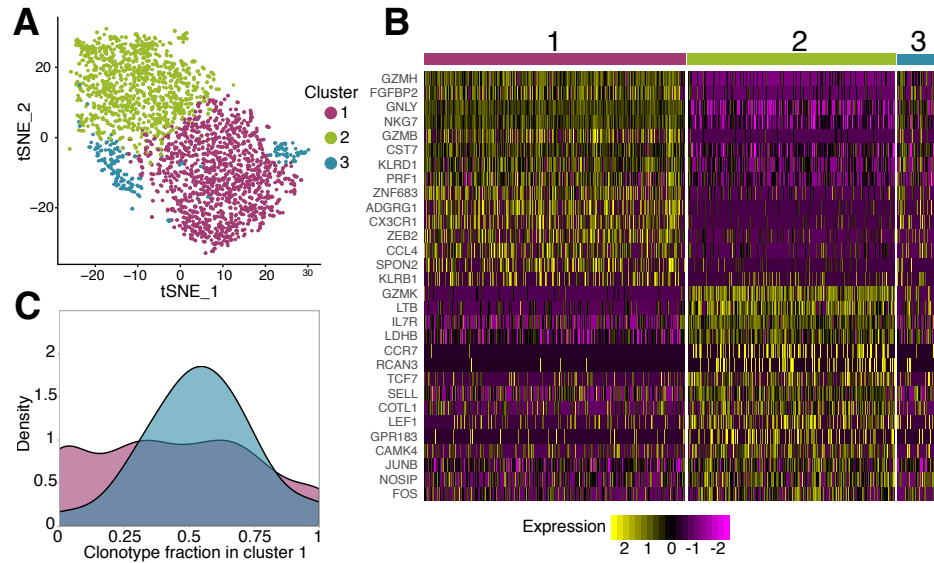 A
20
0
−20
tSNE_2
−20
−10
0
10
20
30
tSNE_1
Cluster
1
2
3
B
1
2
3
GZMH
FGFBP2
GNLY
NKG7
GZMB
CST7
KLRD1
PRF1
ZNF683
ADGRG1
CX3CR1
ZEB2
CCL4
SPON2
KLRB1
GZMK
LTB
IL7R
LDHB
CCR7
RCAN3
TCF7
SELL
COTL1
LEF1
GPR183
CAMK4
JUNB
NOSIP
FOS
Expression
2 1 0 -1 -2
C
2
1.5
1
0.5
0
Density
0 0.25 0.5 0.75 1
Clonotype fraction in cluster 1